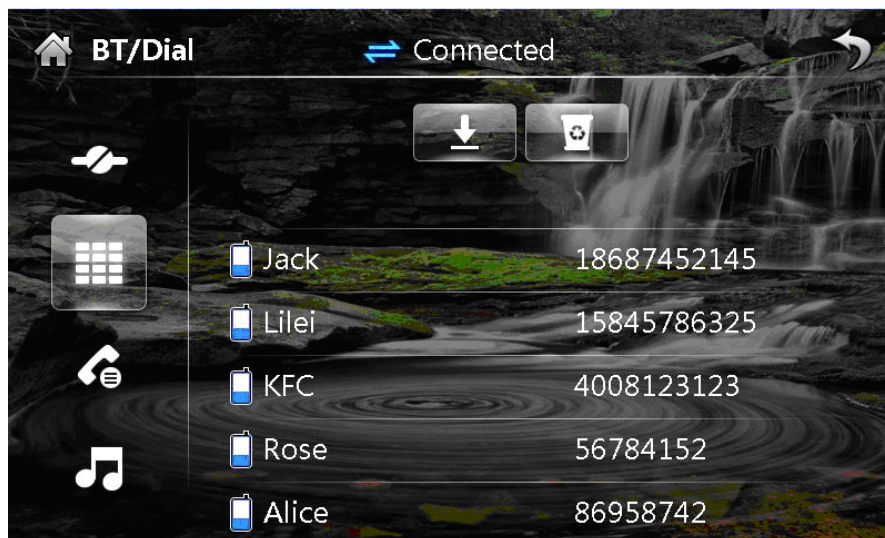 BT/Dial Connected
Jack 18687452145
Lilei 15845786325
KFC 4008123123
Rose 56784152
Alice 86958742